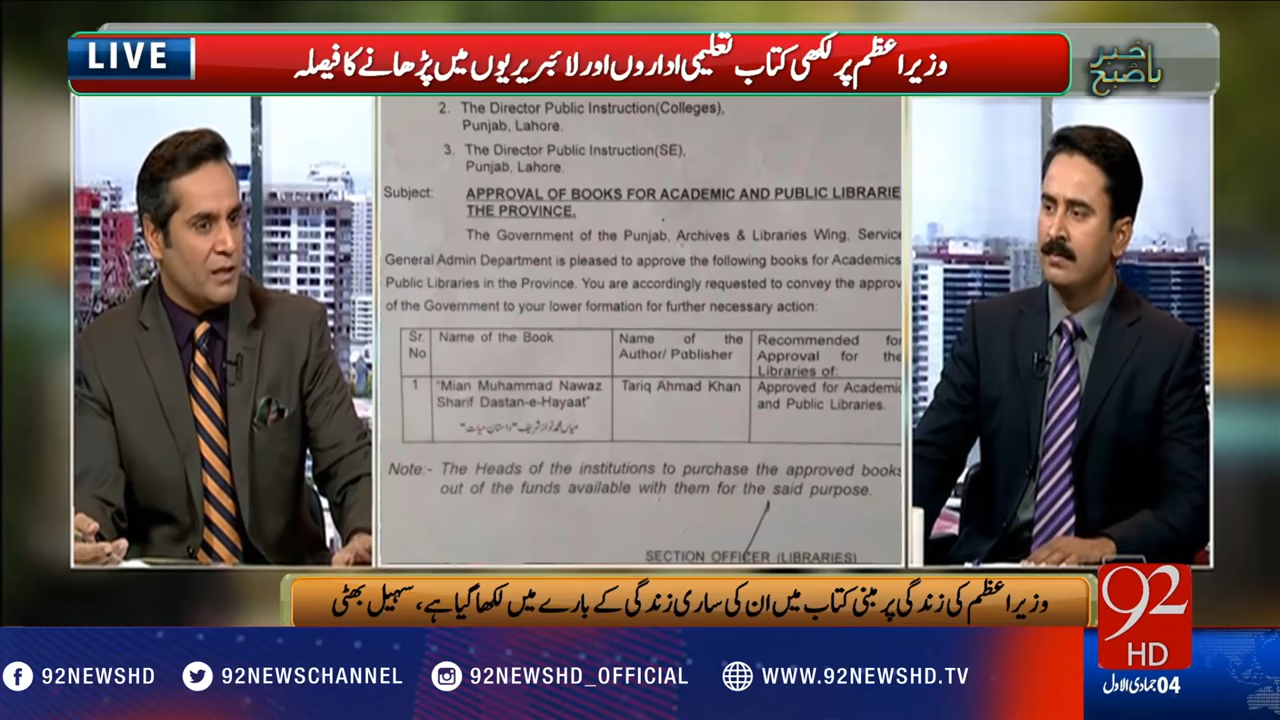 LIVE
وزیراعظم پر لکھی کتاب تعلیمی اداروں اور لائبریریوں میں پڑھانے کا فیصلہ
باخبر صبح
2. The Director Public Instruction(Colleges),
Punjab, Lahore.
3. The Director Public Instruction(SE),
Punjab, Lahore.
Subject: APPROVAL OF BOOKS FOR ACADEMIC AND PUBLIC LIBRARIE
THE PROVINCE.
The Government of the Punjab, Archives & Libraries Wing, Service
General Admin Department is pleased to approve the following books for Academics
Public Libraries in the Province. You are accordingly requested to convey the approv
of the Government to your lower formation for further necessary action:
Sr. No
Name of the Book
Name of the Author/ Publisher
Recommended for Approval for the Libraries of:
1
"Mian Muhammad Nawaz Sharif Dastan-e-Hayaat"
میاں محمد نواز شریف "داستان حیات"
Tariq Ahmad Khan
Approved for Academic and Public Libraries.
Note:- The Heads of the institutions to purchase the approved books
out of the funds available with them for the said purpose.
SECTION OFFICER (LIBRARIES)
وزیراعظم کی زندگی پر مبنی کتاب میں ان کی ساری زندگی کے بارے میں لکھا گیا ہے، سہیل بھٹی
92
HD
04 جمادی الاول
92NEWSHD
92NEWSCHANNEL
92NEWSHD_OFFICIAL
WWW.92NEWSHD.TV